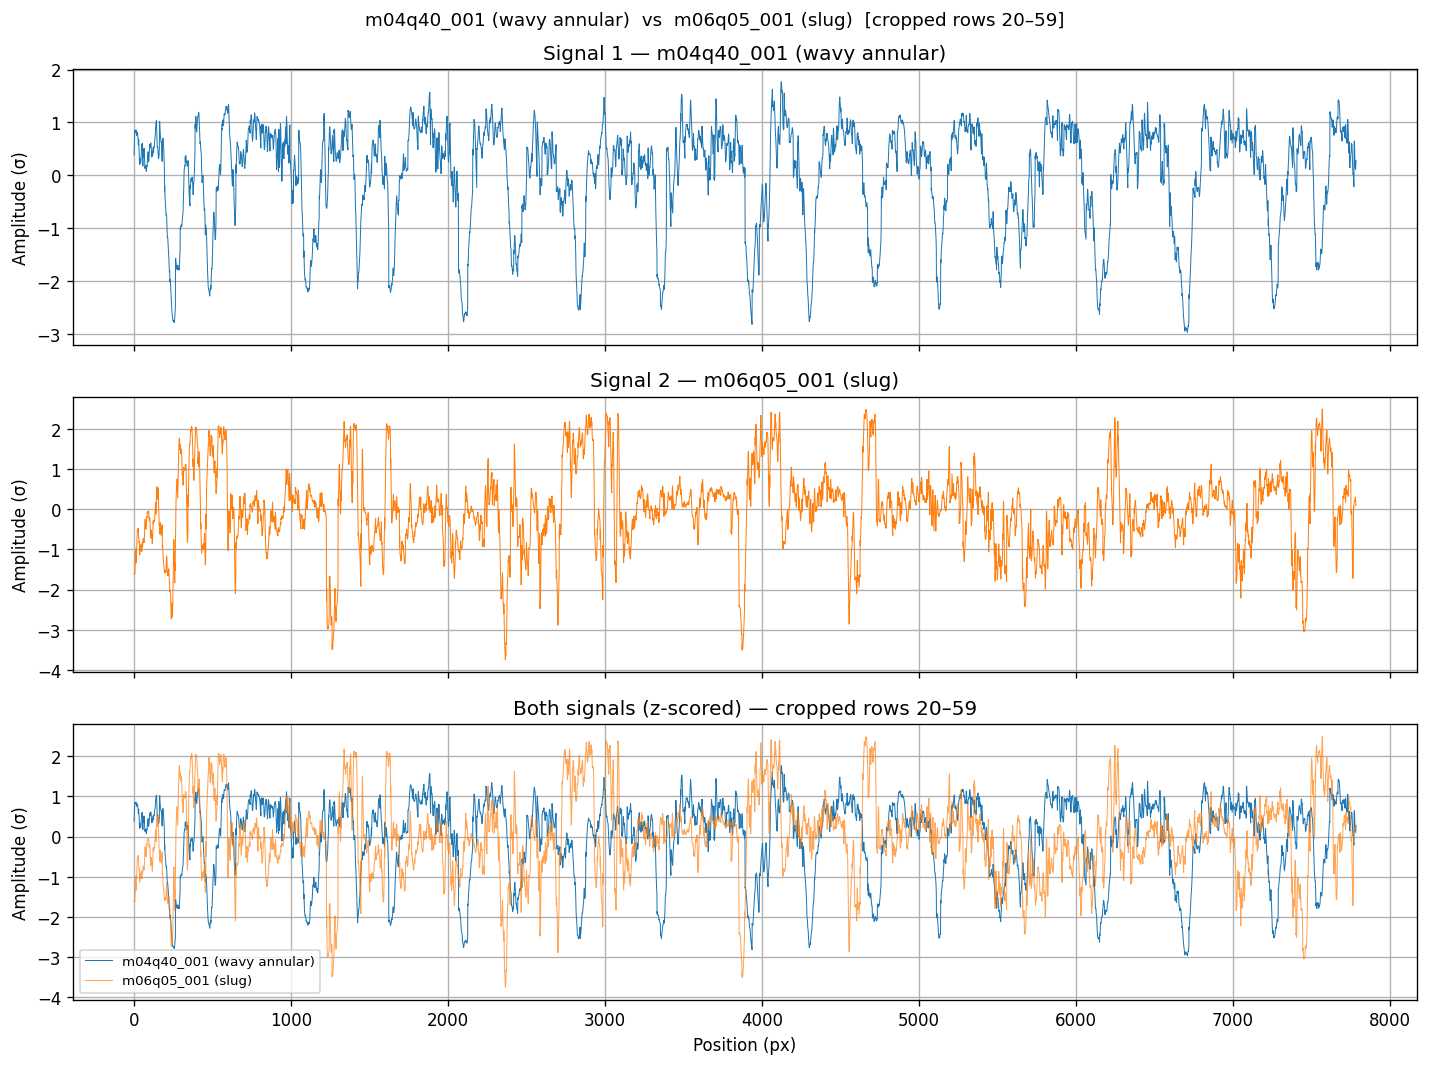 m04q40_001 (wavy annular)  vs  m06q05_001 (slug)  [cropped rows 20–59]
Signal 1 — m04q40_001 (wavy annular)
2
1
0
−1
−2
−3
Amplitude (σ)
Signal 2 — m06q05_001 (slug)
2
1
0
−1
−2
−3
−4
Amplitude (σ)
Both signals (z-scored) — cropped rows 20–59
2
1
0
−1
−2
−3
−4
Amplitude (σ)
m04q40_001 (wavy annular)
m06q05_001 (slug)
0 1000 2000 3000 4000 5000 6000 7000 8000
Position (px)